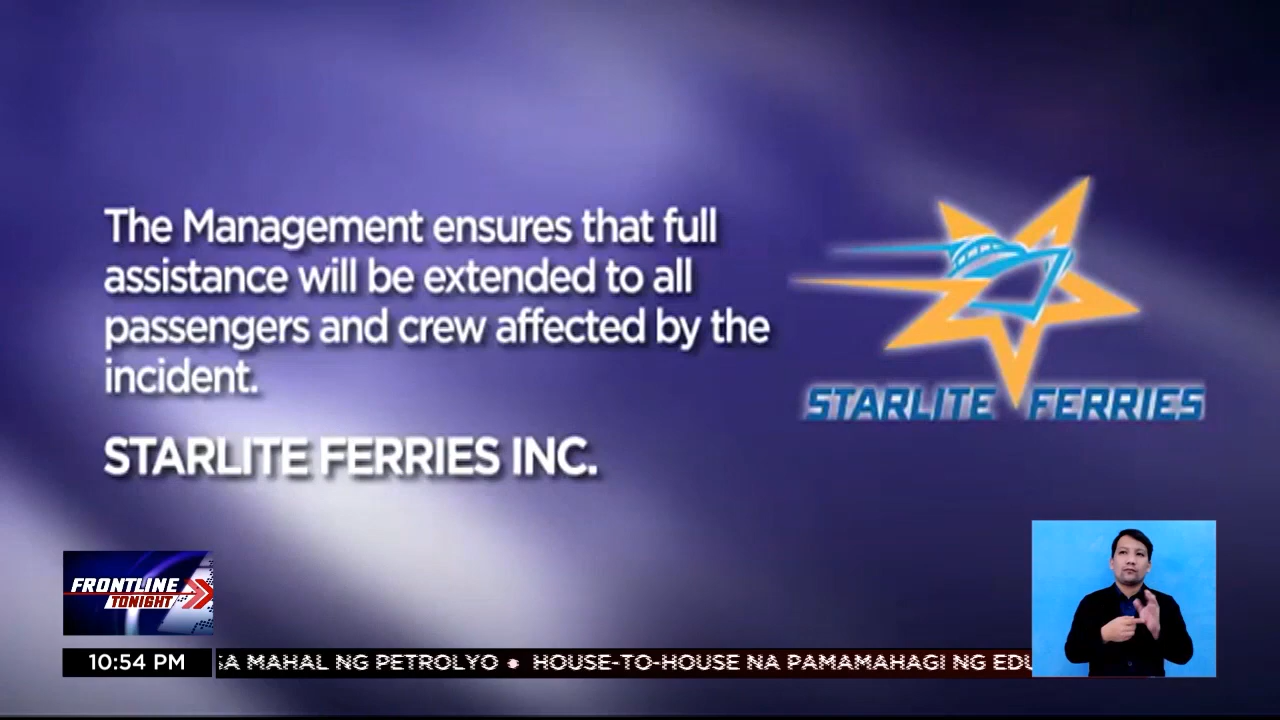 The Management ensures that full
assistance will be extended to all
passengers and crew affected by the
incident.
STARLITE FERRIES INC.
STARLITE FERRIES
FRONTLINE
TONIGHT
10:54 PM
SA MAHAL NG PETROLYO • HOUSE-TO-HOUSE NA PAMAMAHAGI NG